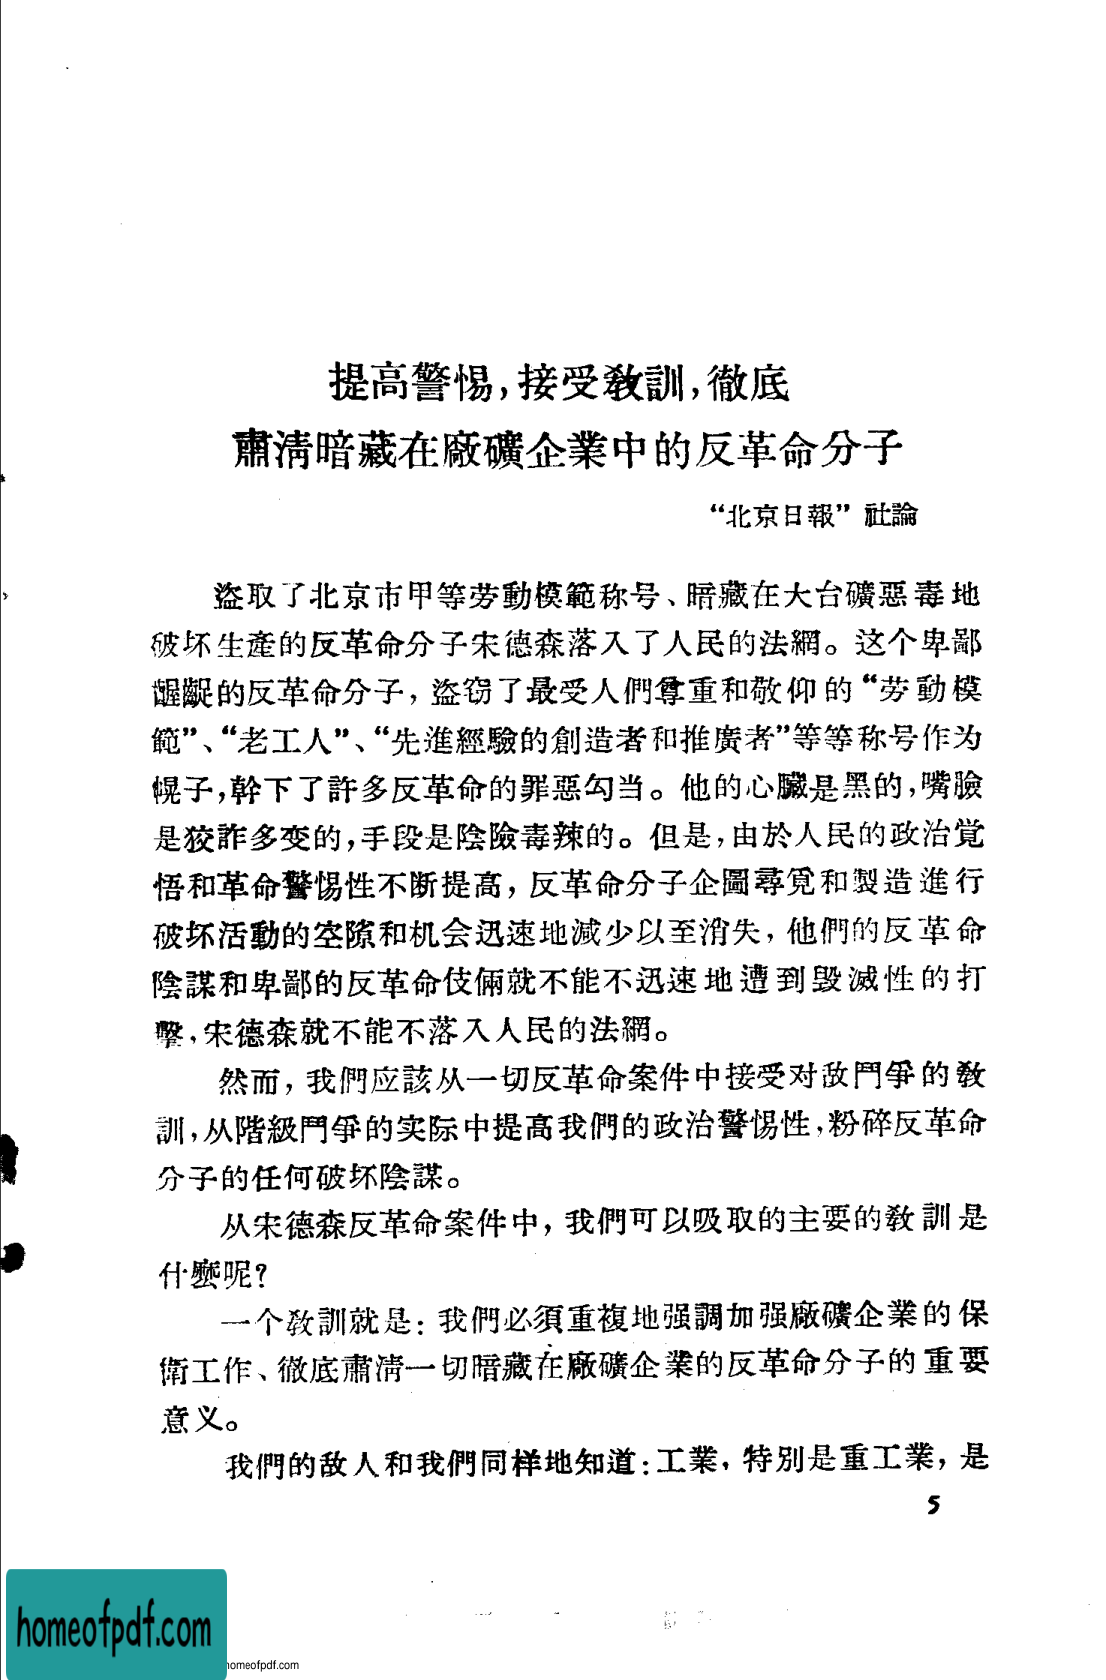 提高警惕,接受敎訓,徹底
肅淸暗藏在廠礦企業中的反革命分子
“北京日報”社論
盜取了北京市甲等劳動模範称号、暗藏在大台礦惡毒地
破坏生產的反革命分子宋德森落入了人民的法網。这个卑鄙
龌龊的反革命分子,盜窃了最受人們尊重和敬仰的“劳動模
範”、“老工人”、“先進經驗的創造者和推廣者”等等称号作为
幌子,幹下了許多反革命的罪惡勾当。他的心臟是黑的,嘴臉
是狡詐多变的,手段是陰險毒辣的。但是,由於人民的政治覚
悟和革命警惕性不断提高,反革命分子企圖尋覓和製造進行
破坏活動的空隙和机会迅速地減少以至消失,他們的反革命
陰謀和卑鄙的反革命伎倆就不能不迅速地遭到毁滅性的打
擊,宋德森就不能不落入人民的法網。
然而,我們应該从一切反革命案件中接受对敌鬥爭的敎
訓,从階級鬥爭的实际中提高我們的政治警惕性,粉碎反革命
分子的任何破坏陰謀。
从宋德森反革命案件中,我們可以吸取的主要的敎訓是
什麽呢?
一个敎訓就是:我們必須重複地强調加强廠礦企業的保
衛工作、徹底肅淸一切暗藏在廠礦企業的反革命分子的重要
意义。
我們的敌人和我們同样地知道:工業,特別是重工業,是
5
homeofpdf.com
homeofpdf.com